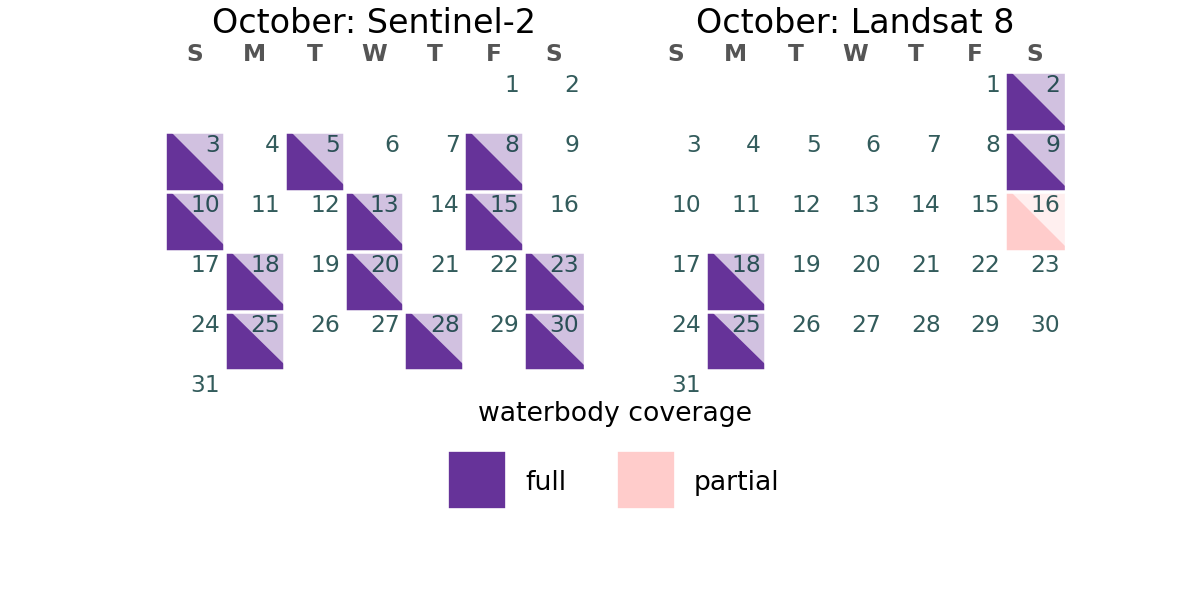 October: Sentinel-2
S M T W T F S
1 2
3 4 5 6 7 8 9
10 11 12 13 14 15 16
17 18 19 20 21 22 23
24 25 26 27 28 29 30
31
October: Landsat 8
S M T W T F S
1 2
3 4 5 6 7 8 9
10 11 12 13 14 15 16
17 18 19 20 21 22 23
24 25 26 27 28 29 30
31
waterbody coverage
full partial